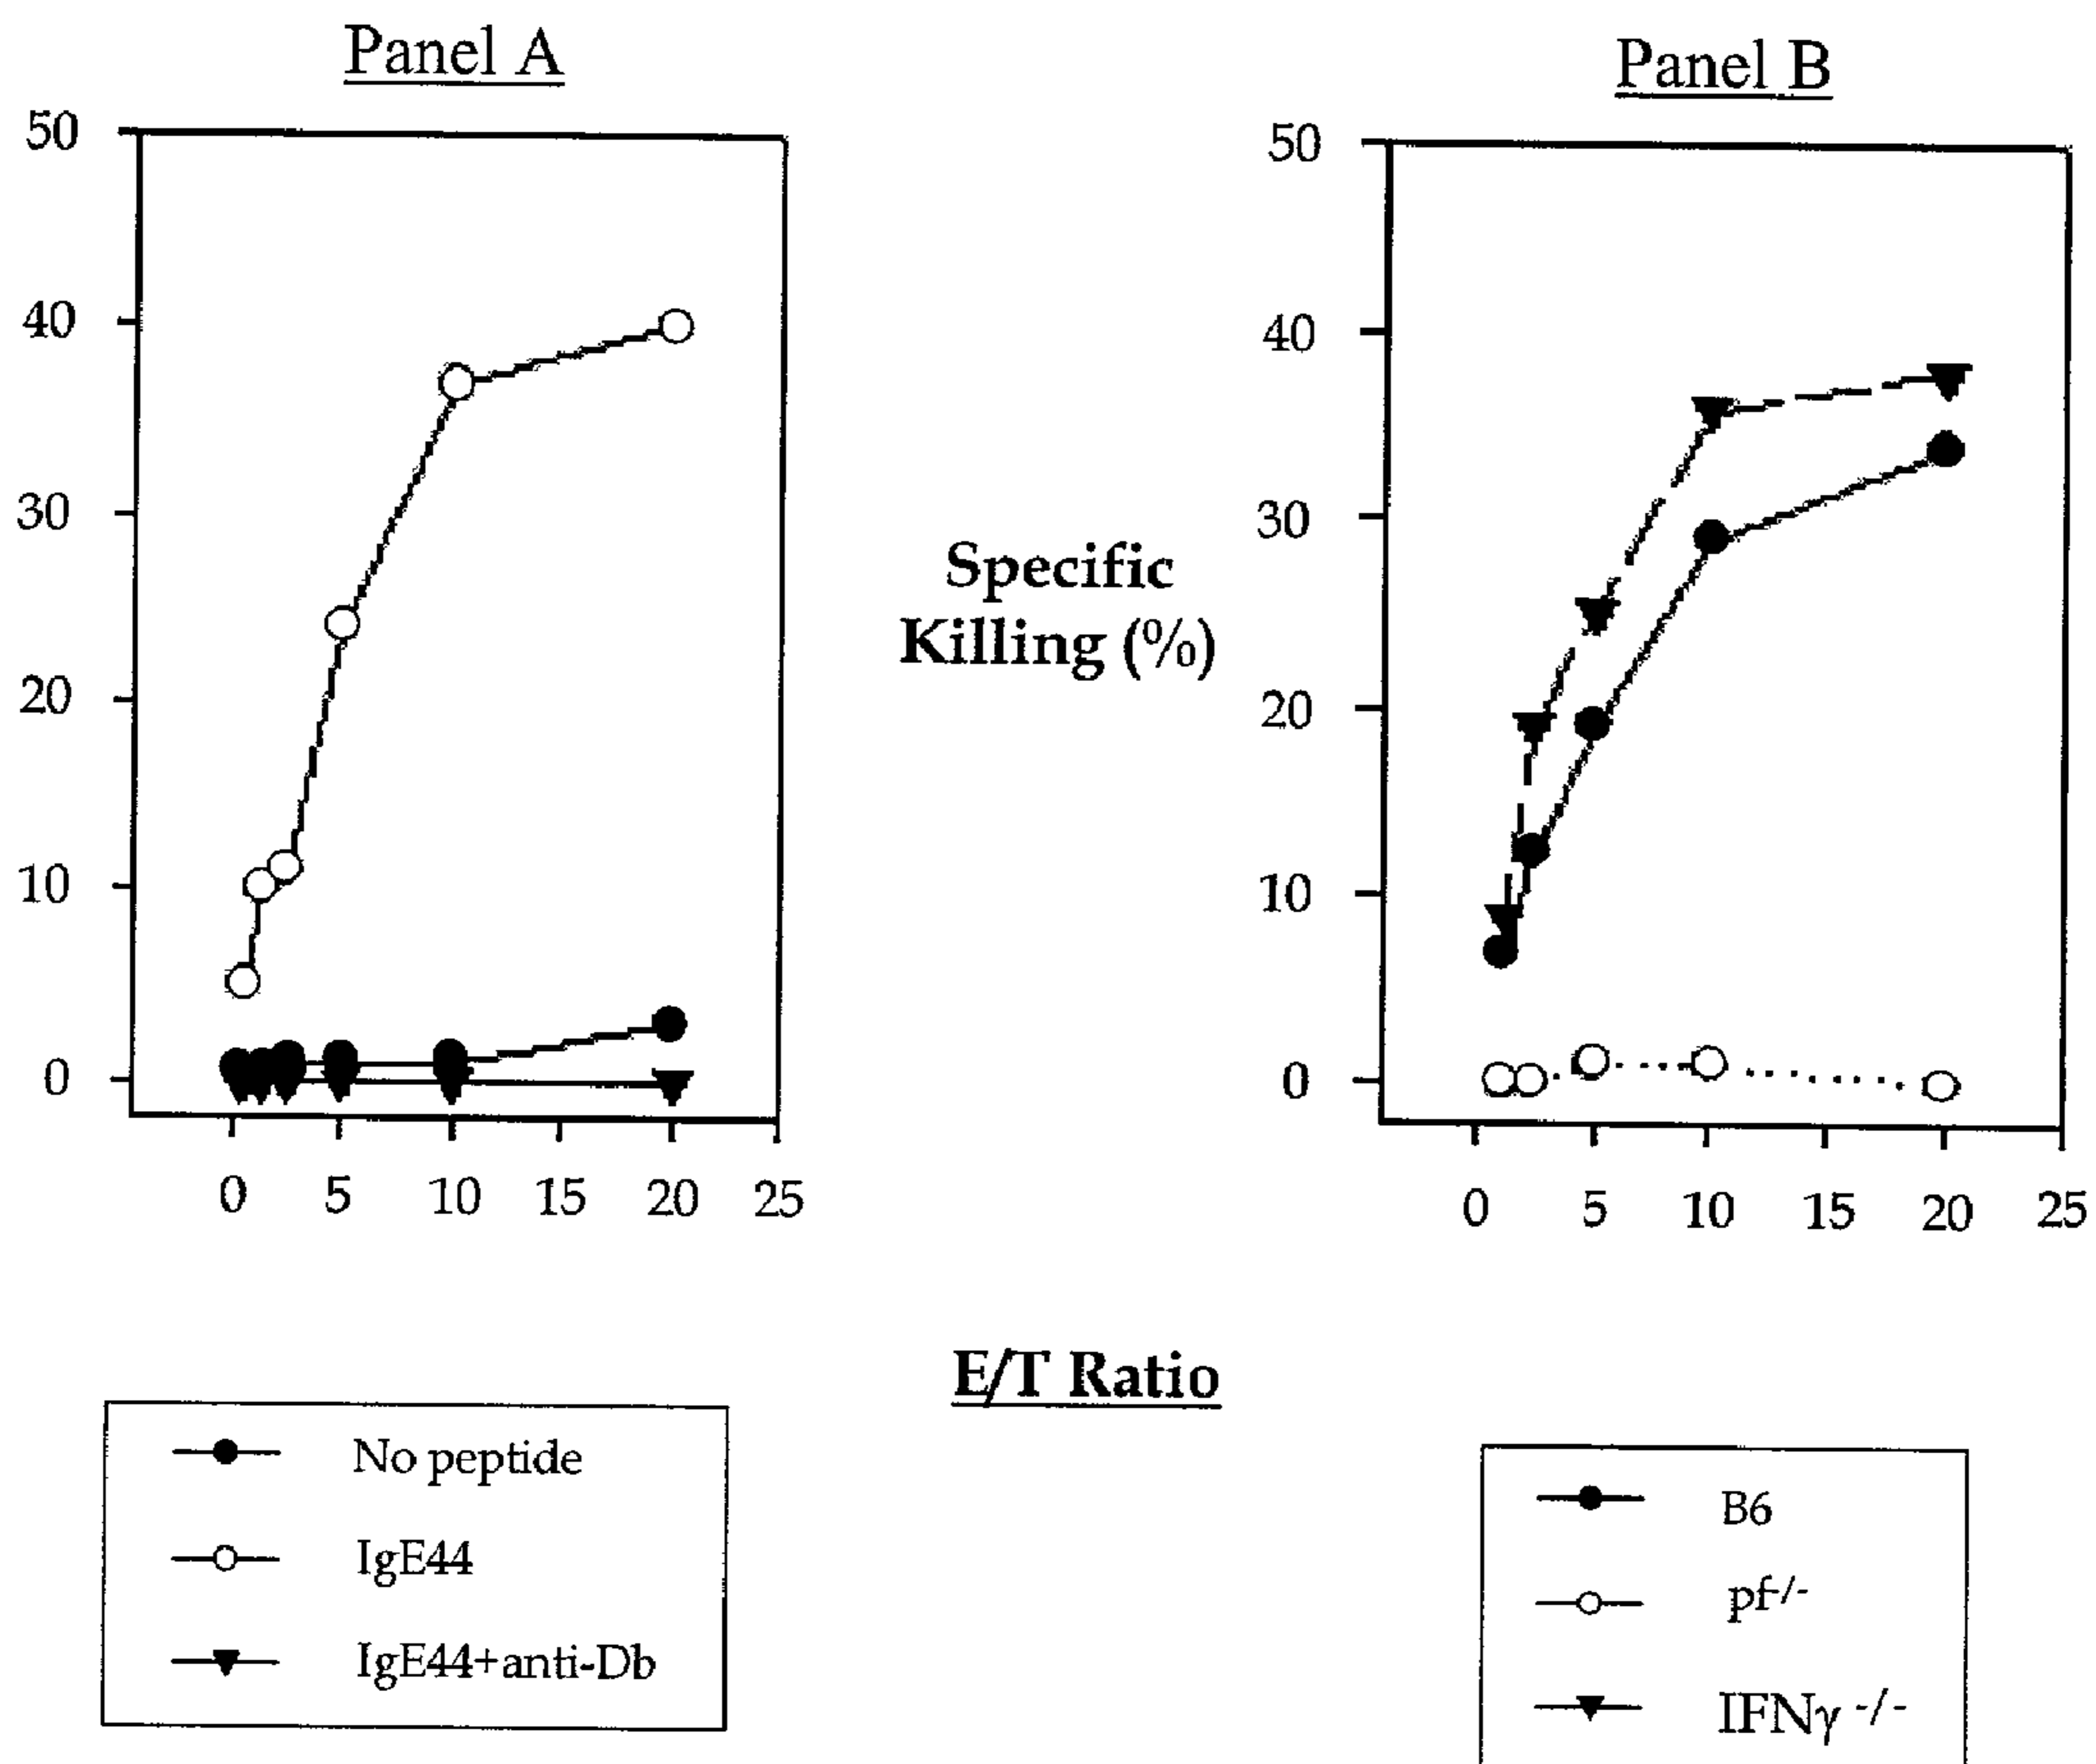 Panel A
50
40
30
20
10
0
0 5 10 15 20 25
Specific
Killing (%)
Panel B
50
40
30
20
10
0
0 5 10 15 20 25
E/T Ratio
No peptide
IgE44
IgE44+anti-Db
B6
pf-/-
IFNγ -/-